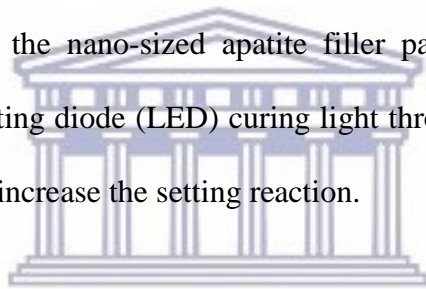 the nano-sized apatite filler pa
ting diode (LED) curing light thr
increase the setting reaction.